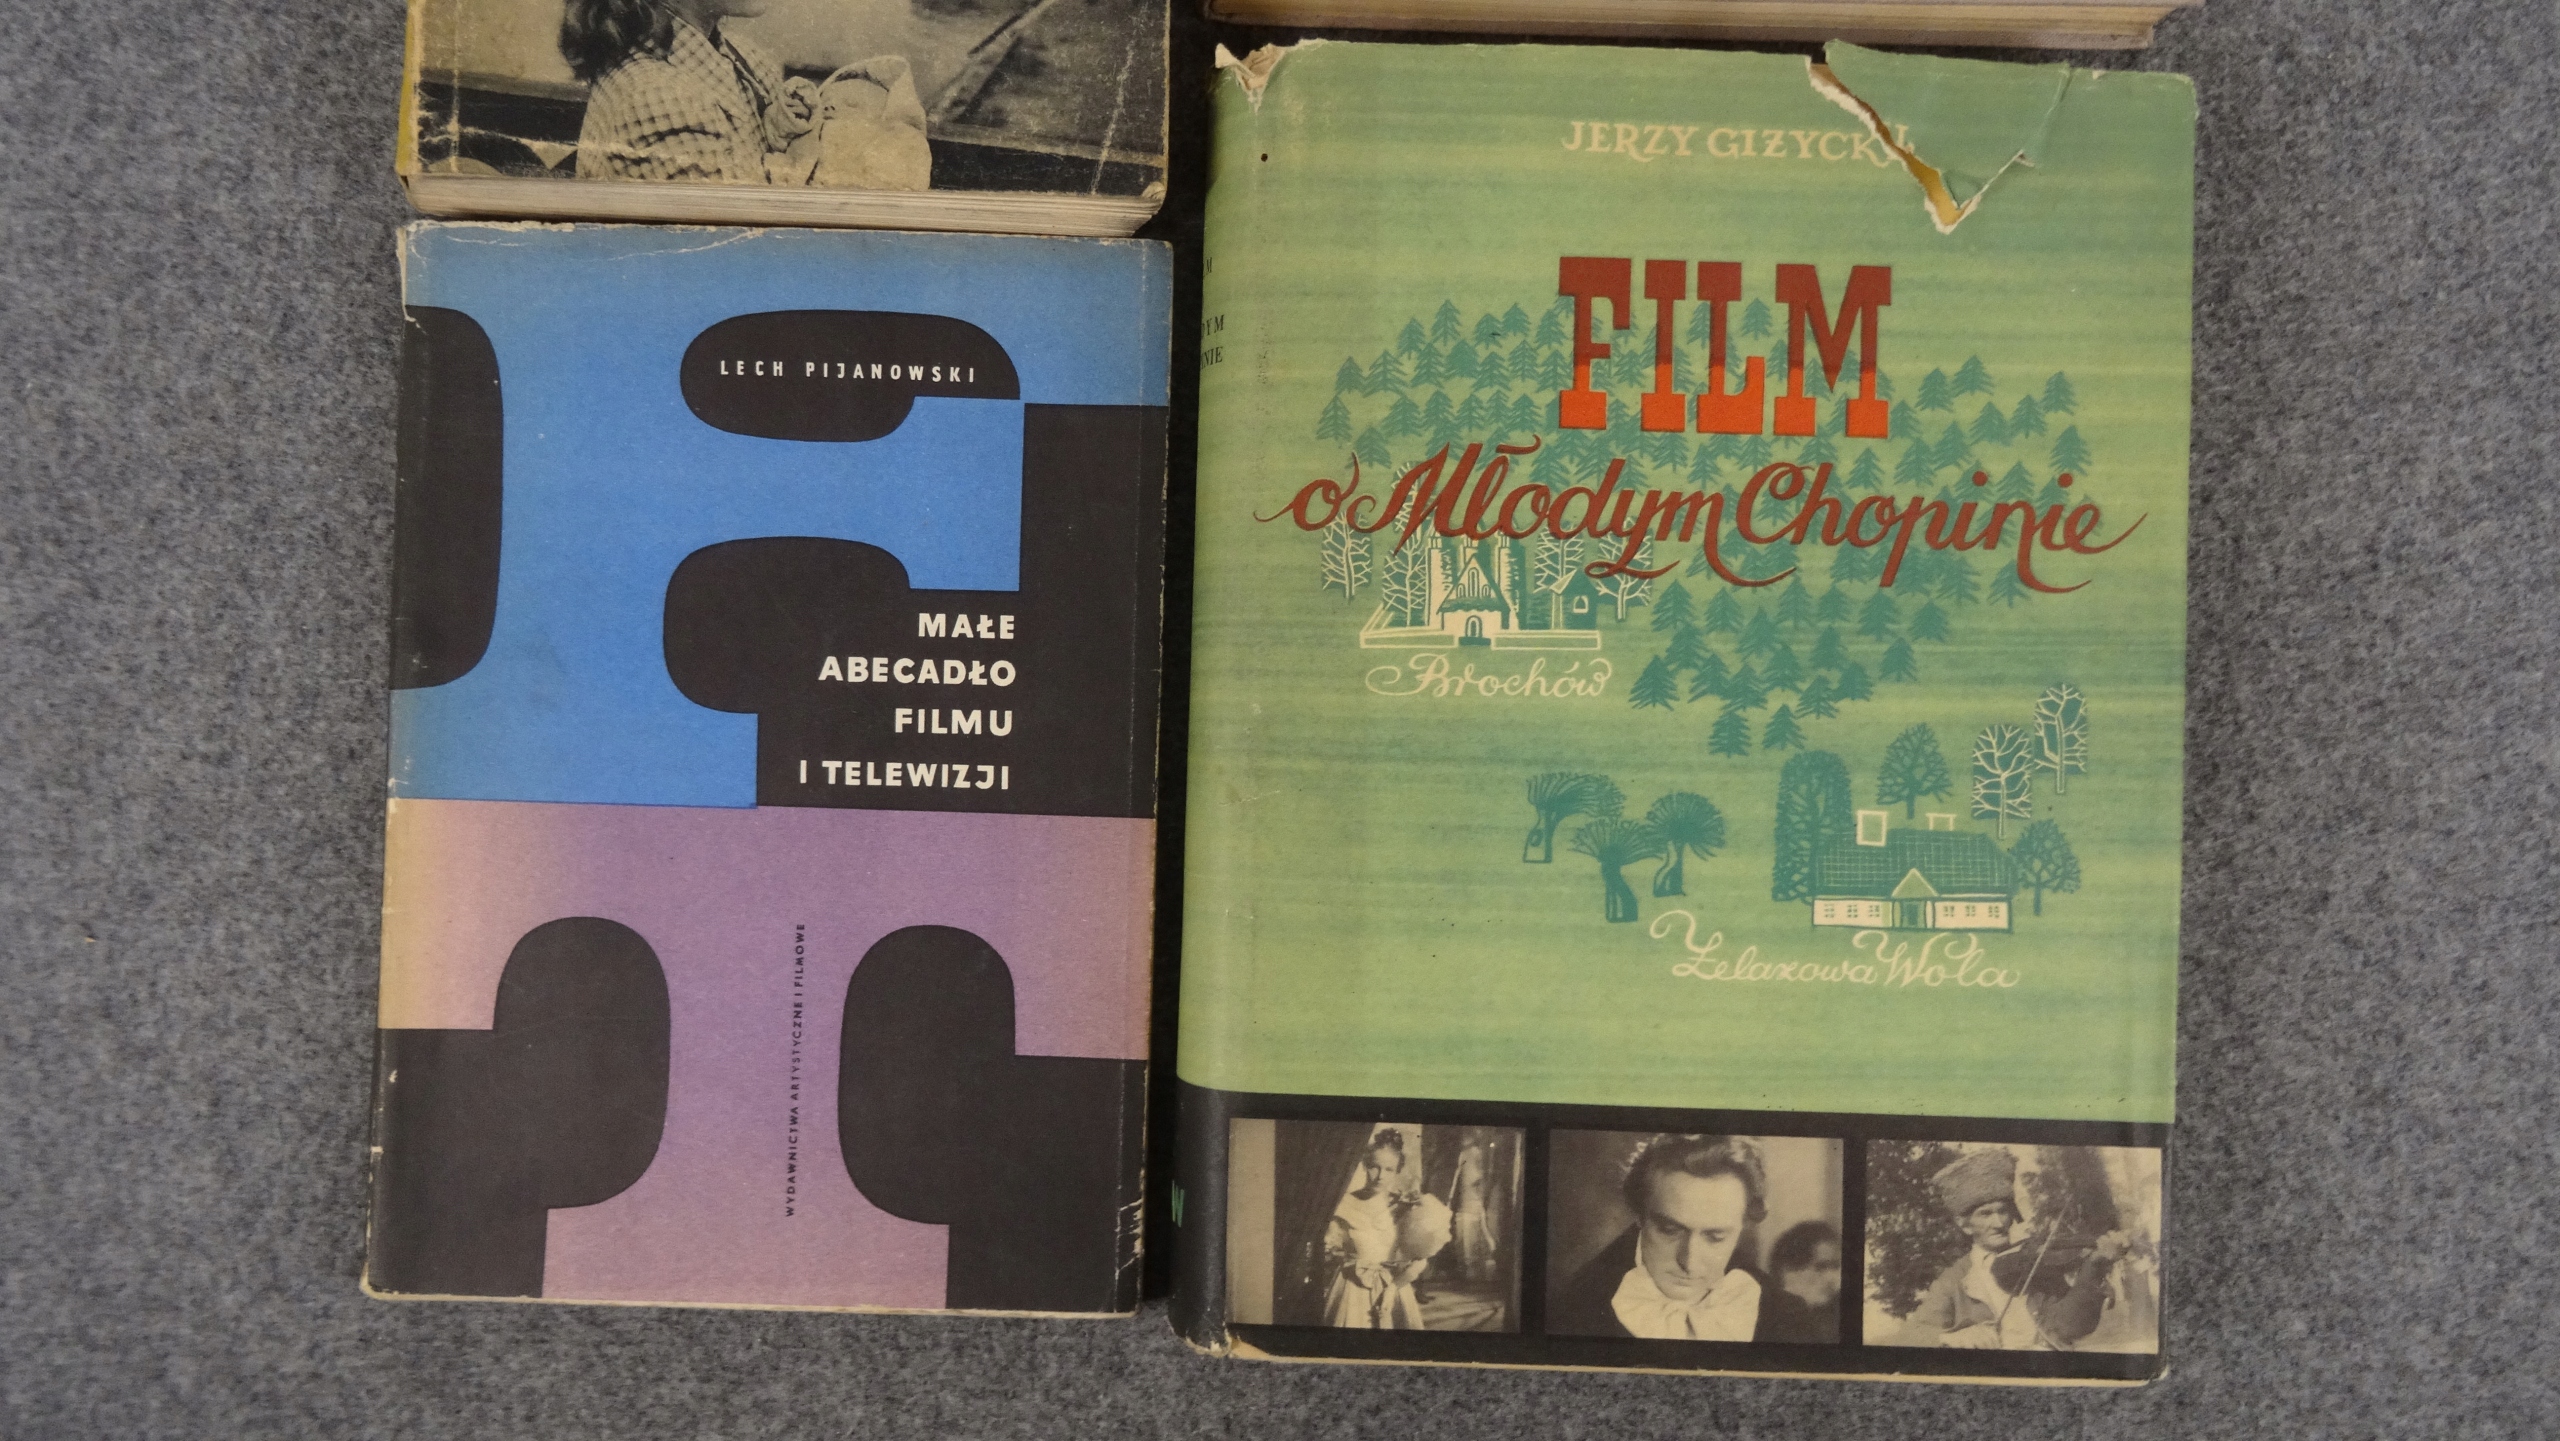 LECH PIJANOWSKI
MAŁE
ABECADŁO
FILMU
I TELEWIZJI
WYDAWNICTWA ARTYSTYCZNE I FILMOWE
JERZY GIŻYCKI
FILM
o Młodym Chopinie
Brochów
Żelazowa Wola